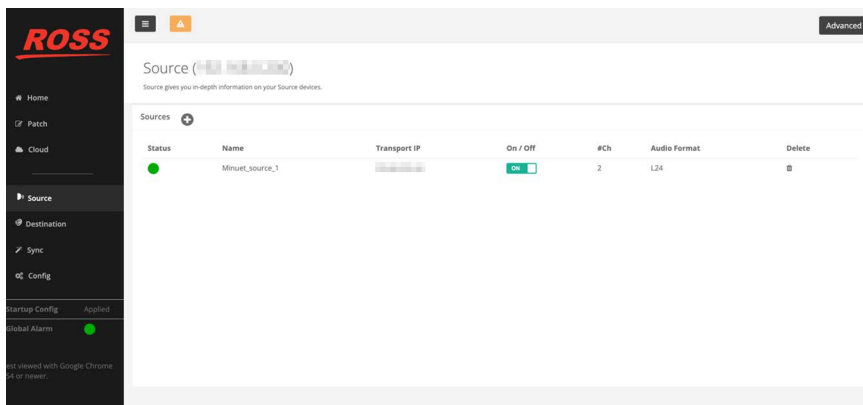 ROSS
Advanced
Source (
)
Source gives you in-depth information on your Source devices.
Home
Patch
Cloud
Source
Destination
Sync
Config
Startup Config Applied
Global Alarm
est viewed with Google Chrome
54 or newer.
Sources
Status Name Transport IP On / Off #Ch Audio Format Delete
Minuet_source_1 ON 2 L24